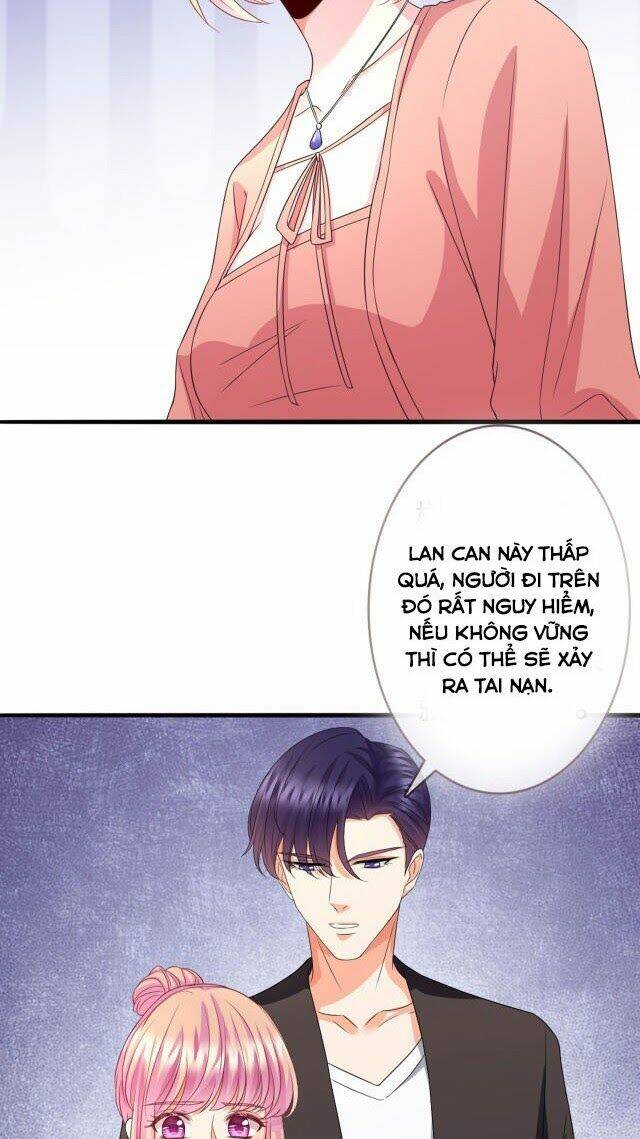 LAN CAN NÀY THẤP
QUÁ, NGƯỜI ĐI TRÊN
ĐÓ RẤT NGUY HIỂM,
NẾU KHÔNG VỮNG
THÌ CÓ THỂ SẼ XẢY
RA TAI NẠN.